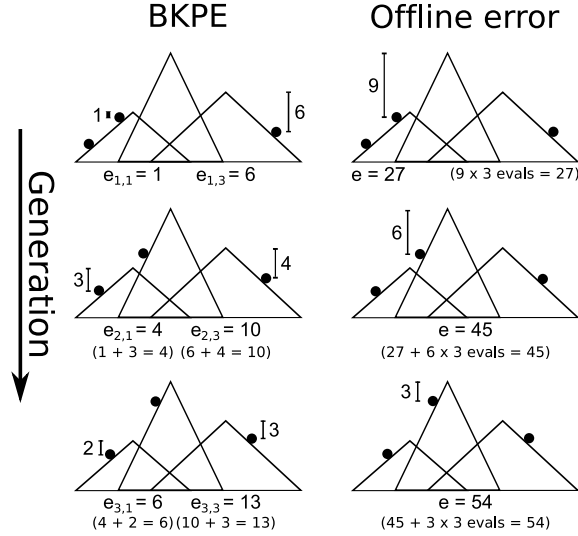 BKPE
Offline error
1
6
9
e1,1 = 1
e1,3 = 6
e = 27
(9 x 3 evals = 27)
Generation
3
4
6
e2,1 = 4
e2,3 = 10
e = 45
(1 + 3 = 4)
(6 + 4 = 10)
(27 + 6 x 3 evals = 45)
2
3
3
e3,1 = 6
e3,3 = 13
e = 54
(4 + 2 = 6)
(10 + 3 = 13)
(45 + 3 x 3 evals = 54)